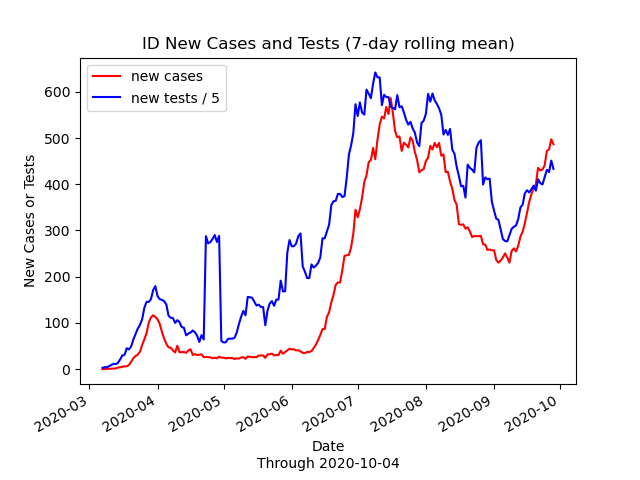 ID New Cases and Tests (7-day rolling mean)
new cases
new tests / 5
New Cases or Tests
600
500
400
300
200
100
0
2020-03
2020-04
2020-05
2020-06
2020-07
2020-08
2020-09
2020-10
Date
Through 2020-10-04